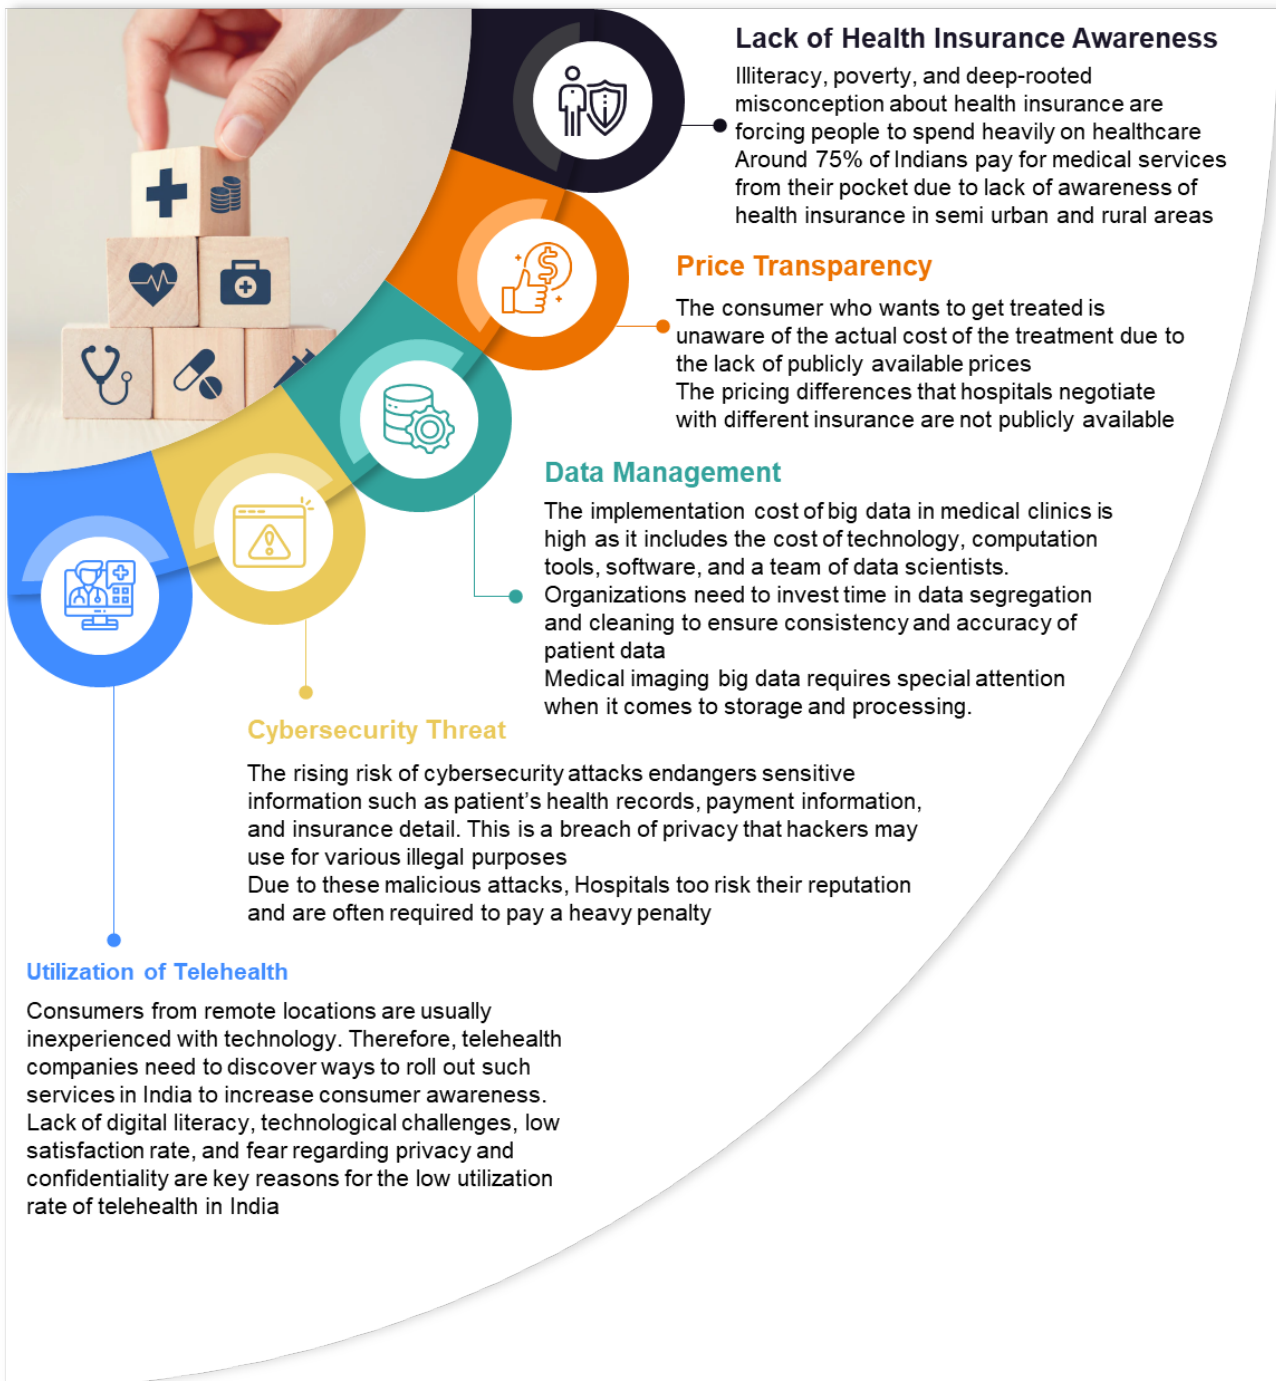 Lack of Health Insurance Awareness
Illiteracy, poverty, and deep-rooted
misconception about health insurance are
forcing people to spend heavily on healthcare
Around 75% of Indians pay for medical services
from their pocket due to lack of awareness of
health insurance in semi urban and rural areas
Price Transparency
The consumer who wants to get treated is
unaware of the actual cost of the treatment due to
the lack of publicly available prices
The pricing differences that hospitals negotiate
with different insurance are not publicly available
Data Management
The implementation cost of big data in medical clinics is
high as it includes the cost of technology, computation
tools, software, and a team of data scientists.
Organizations need to invest time in data segregation
and cleaning to ensure consistency and accuracy of
patient data
Medical imaging big data requires special attention
when it comes to storage and processing.
Cybersecurity Threat
The rising risk of cybersecurity attacks endangers sensitive
information such as patient’s health records, payment information,
and insurance detail. This is a breach of privacy that hackers may
use for various illegal purposes
Due to these malicious attacks, Hospitals too risk their reputation
and are often required to pay a heavy penalty
Utilization of Telehealth
Consumers from remote locations are usually
inexperienced with technology. Therefore, telehealth
companies need to discover ways to roll out such
services in India to increase consumer awareness.
Lack of digital literacy, technological challenges, low
satisfaction rate, and fear regarding privacy and
confidentiality are key reasons for the low utilization
rate of telehealth in India